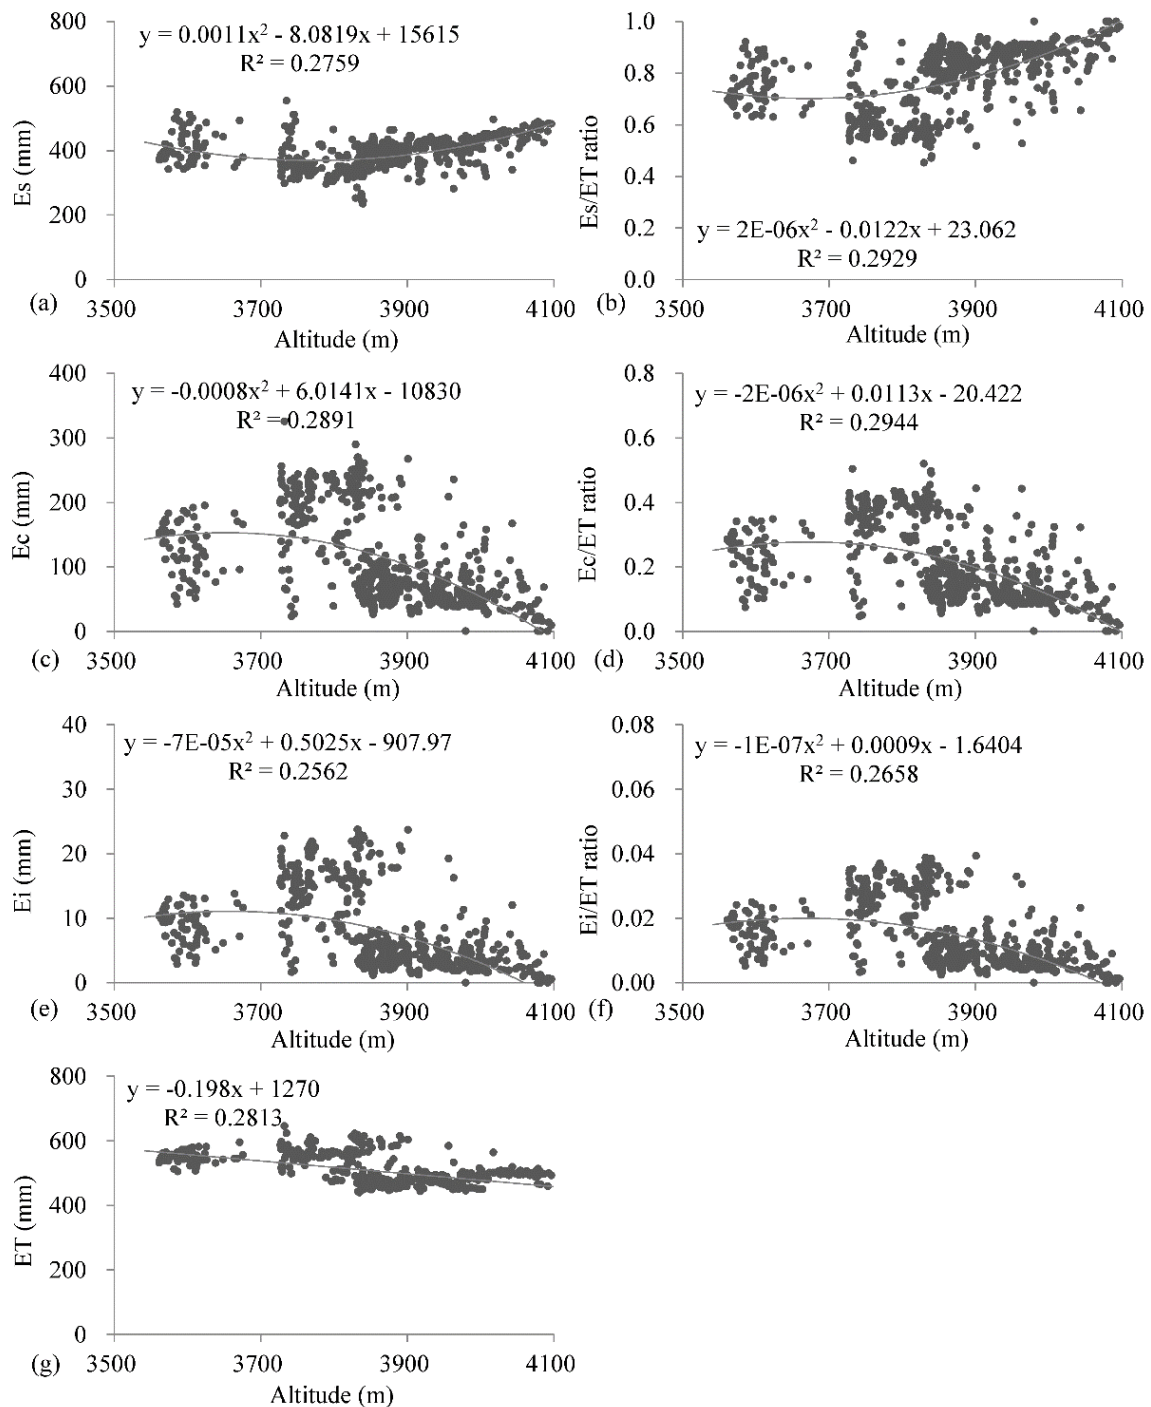 800
y = 0.0011x² - 8.0819x + 15615
R² = 0.2759
600
Es (mm)
400
200
0
(a)
3500 3700 3900 4100
Altitude (m)
1.0
0.8
Es/ET ratio
0.6
0.4
0.2
y = 2E-06x² - 0.0122x + 23.062
R² = 0.2929
0.0
(b)
3500 3700 3900 4100
Altitude (m)
400
y = -0.0008x² + 6.0141x - 10830
R² = 0.2891
300
Ec (mm)
200
100
0
(c)
3500 3700 3900 4100
Altitude (m)
0.8
y = -2E-06x² + 0.0113x - 20.422
R² = 0.2944
0.6
Ec/ET ratio
0.4
0.2
0.0
(d)
3500 3700 3900 4100
Altitude (m)
40
y = -7E-05x² + 0.5025x - 907.97
R² = 0.2562
30
Ei (mm)
20
10
0
(e)
3500 3700 3900 4100
Altitude (m)
0.08
y = -1E-07x² + 0.0009x - 1.6404
R² = 0.2658
0.06
Ei/ET ratio
0.04
0.02
0.00
(f)
3500 3700 3900 4100
Altitude (m)
800
y = -0.198x + 1270
R² = 0.2813
600
ET (mm)
400
200
0
(g)
3500 3700 3900 4100
Altitude (m)